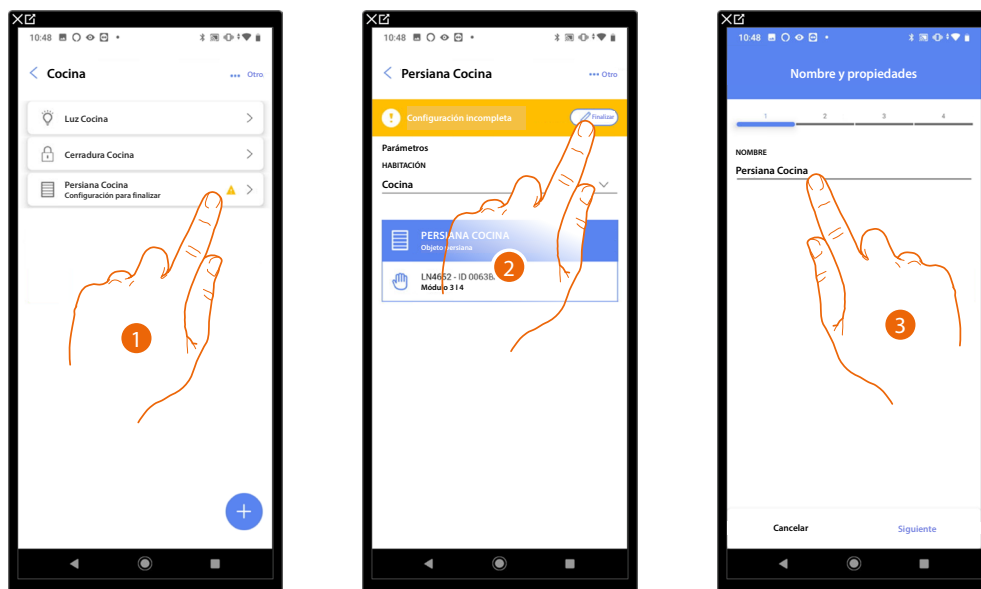 10:48
Cocina
Otro
Luz Cocina
Cerradura Cocina
Persiana Cocina
Configuración para finalizar
1
10:48
Persiana Cocina
Otro
Configuración incompleta
Finalizar
Parámetros
HABITACIÓN
Cocina
PERSIANA COCINA
Objeto persiana
2
LN4652 - ID 0063B
Módulo 3 I 4
10:48
Nombre y propiedades
1 2 3 4
NOMBRE
Persiana Cocina
3
Cancelar
Siguiente